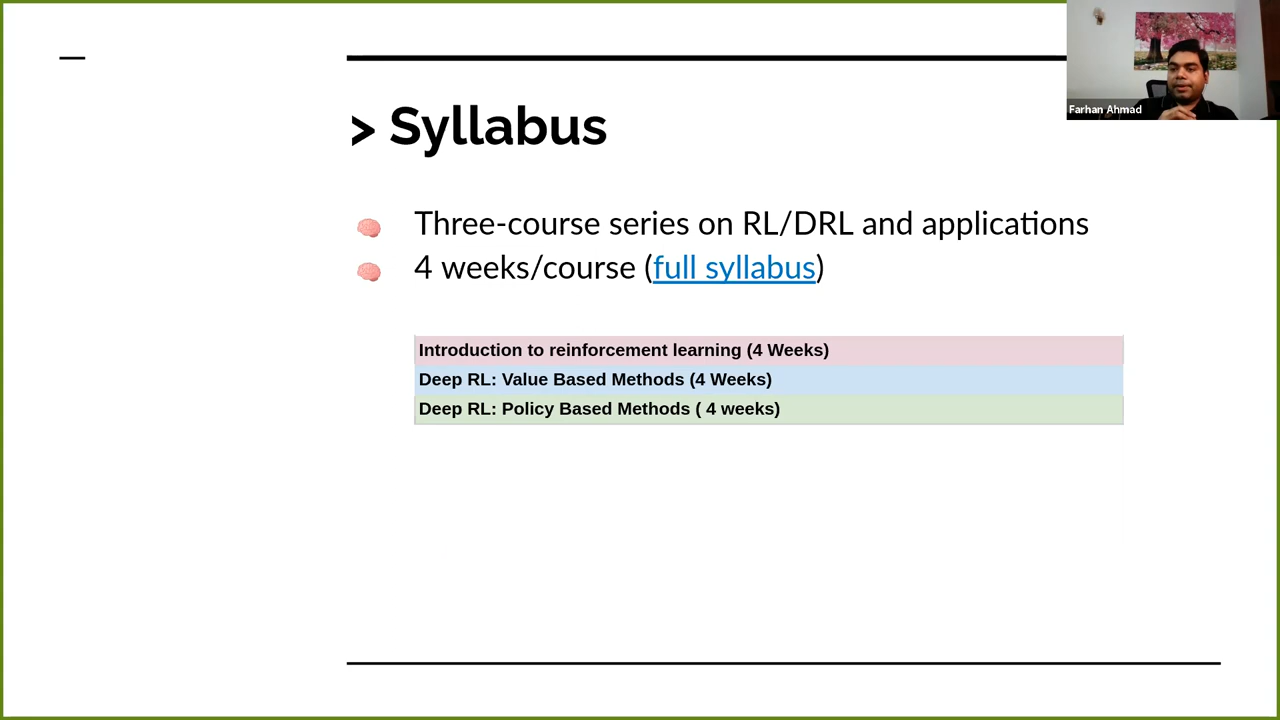 > Syllabus
Three-course series on RL/DRL and applications
4 weeks/course (full syllabus)
Introduction to reinforcement learning (4 Weeks)
Deep RL: Value Based Methods (4 Weeks)
Deep RL: Policy Based Methods ( 4 weeks)
Farhan Ahmad